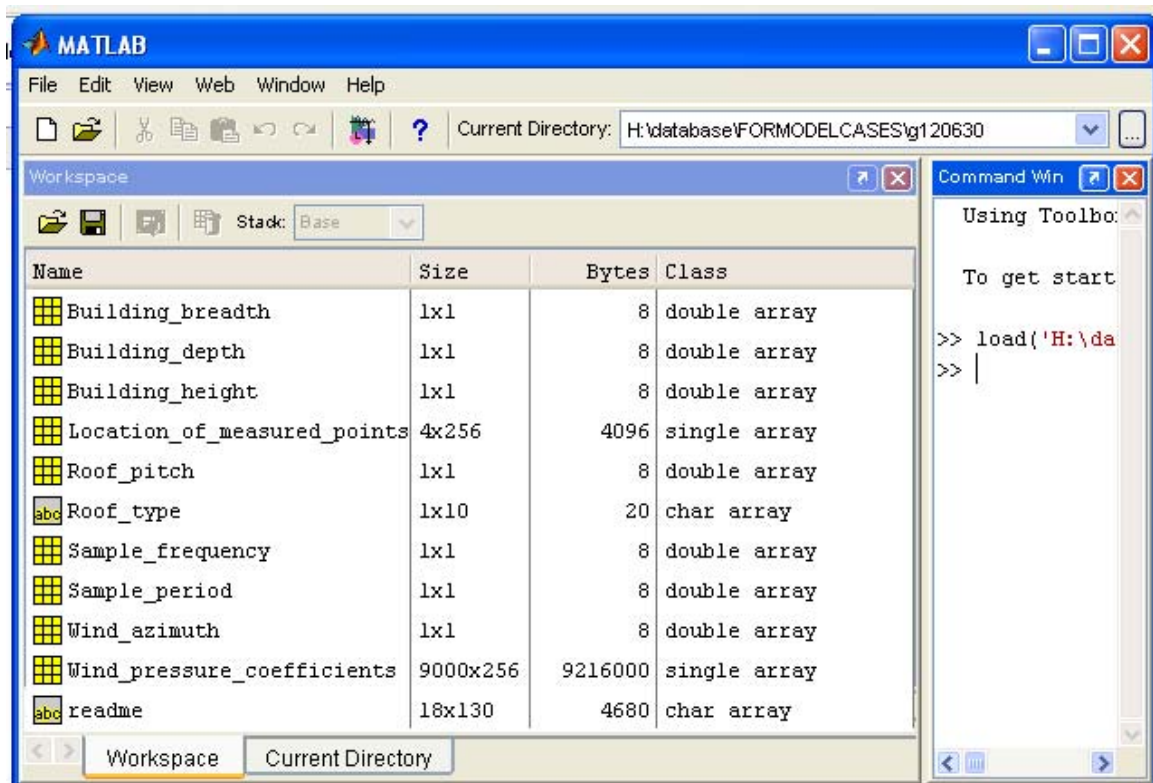 MATLAB
File Edit View Web Window Help
? Current Directory: H:\database\FORMODELCASES\g120630 ...
Workspace
Stack: Base
Name Size Bytes Class
Building_breadth 1x1 8 double array
Building_depth 1x1 8 double array
Building_height 1x1 8 double array
Location_of_measured_points 4x256 4096 single array
Roof_pitch 1x1 8 double array
abc Roof_type 1x10 20 char array
Sample_frequency 1x1 8 double array
Sample_period 1x1 8 double array
Wind_azimuth 1x1 8 double array
Wind_pressure_coefficients 9000x256 9216000 single array
abc readme 18x130 4680 char array
Workspace Current Directory
Command Win
Using Toolbo
To get start
>> load('H:\da
>>